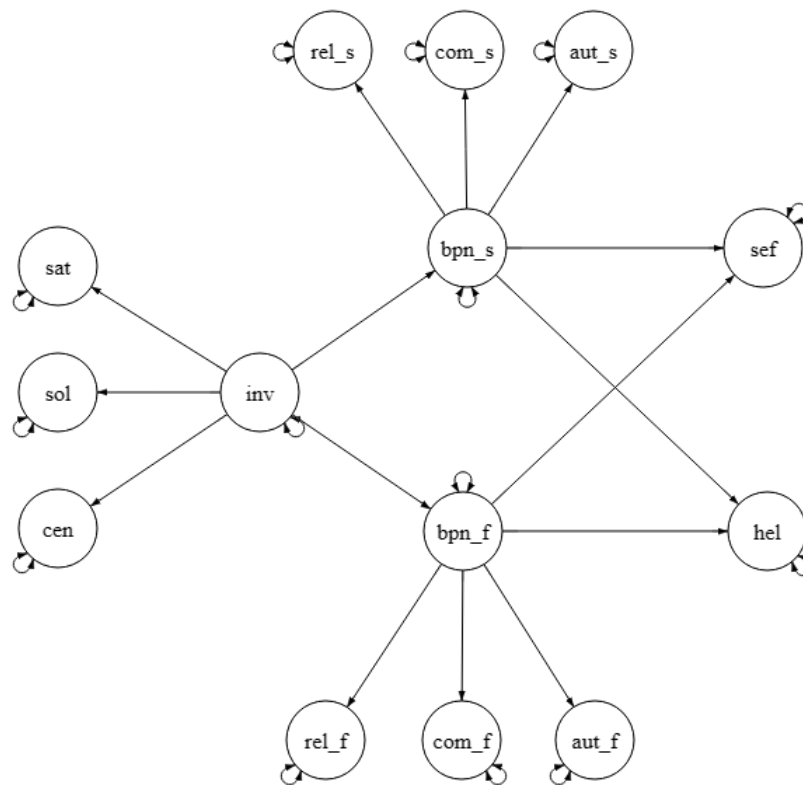 rel_s
com_s
aut_s
sat
bpn_s
sef
sol
inv
cen
bpn_f
hel
rel_f
com_f
aut_f